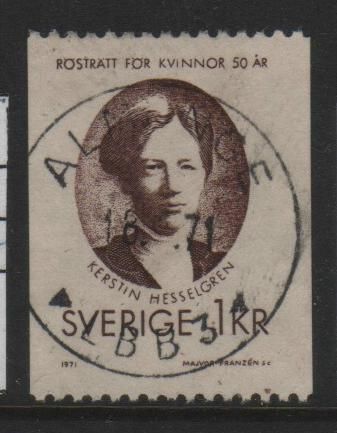 RÖSTRÄTT FÖR KVINNOR 50 ÅR
KERSTIN HESSELGREN
SVERIGE 1 KR
1971 MAJVOR FRANZÉN SC